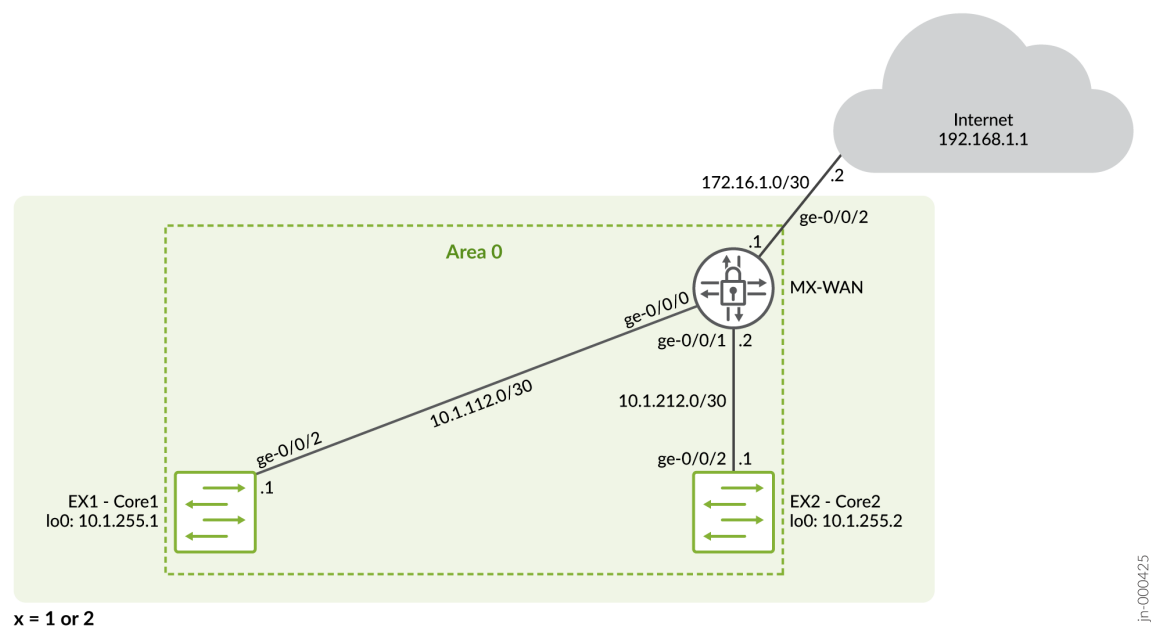 Internet
192.168.1.1
172.16.1.0/30
.2
ge-0/0/2
.1
Area 0
MX-WAN
ge-0/0/0
ge-0/0/1
.2
10.1.112.0/30
10.1.212.0/30
ge-0/0/2
.1
ge-0/0/2
.1
EX1 - Core1
lo0: 10.1.255.1
EX2 - Core2
lo0: 10.1.255.2
x = 1 or 2
jn-000425